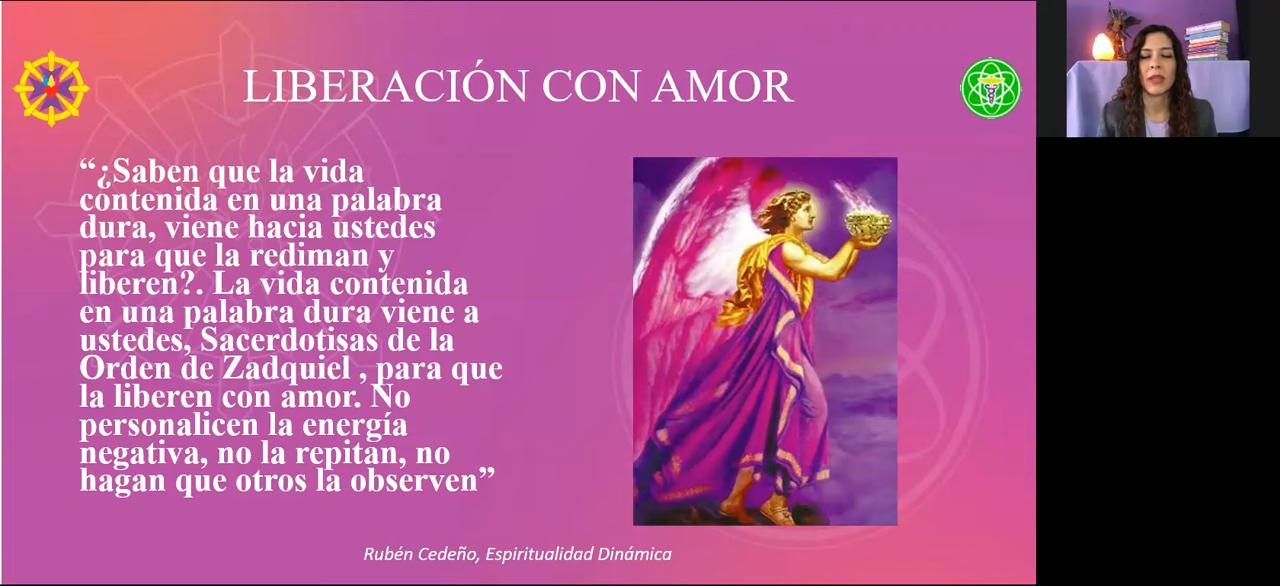 LIBERACIÓN CON AMOR
“¿Saben que la vida
contenida en una palabra
dura, viene hacia ustedes
para que la rediman y
liberen?. La vida contenida
en una palabra dura viene a
ustedes, Sacerdotisas de la
Orden de Zadquiel , para que
la liberen con amor. No
personalicen la energía
negativa, no la repitan, no
hagan que otros la observen”
Rubén Cedeño, Espiritualidad Dinámica